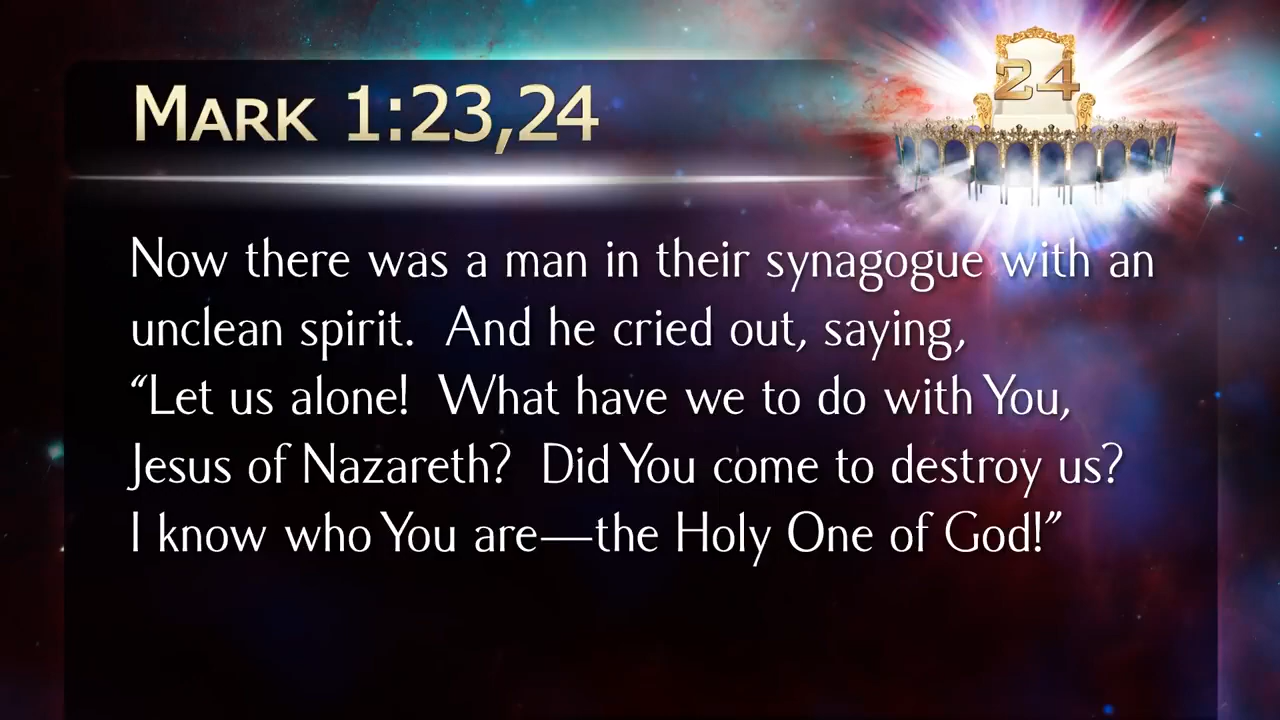 24
Mark 1:23,24
Now there was a man in their synagogue with an
unclean spirit.  And he cried out, saying,
“Let us alone!  What have we to do with You,
Jesus of Nazareth?  Did You come to destroy us?
I know who You are—the Holy One of God!”